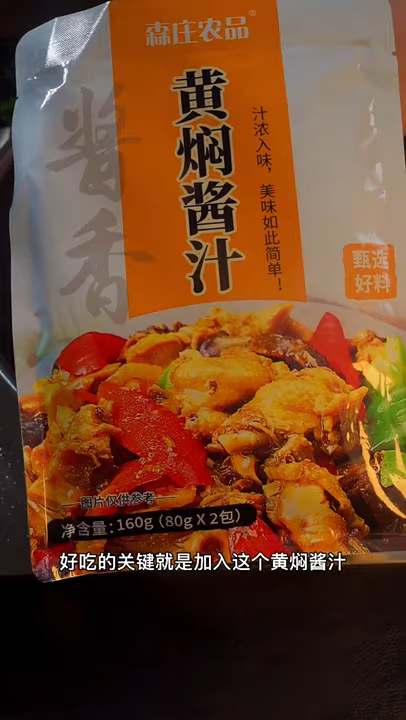 森庄农品®
黄焖酱汁
汁浓入味，美味如此简单！
酱香
甄选
好料
图片仅供参考
净含量:160g（80g X 2包）
好吃的关键就是加入这个黄焖酱汁